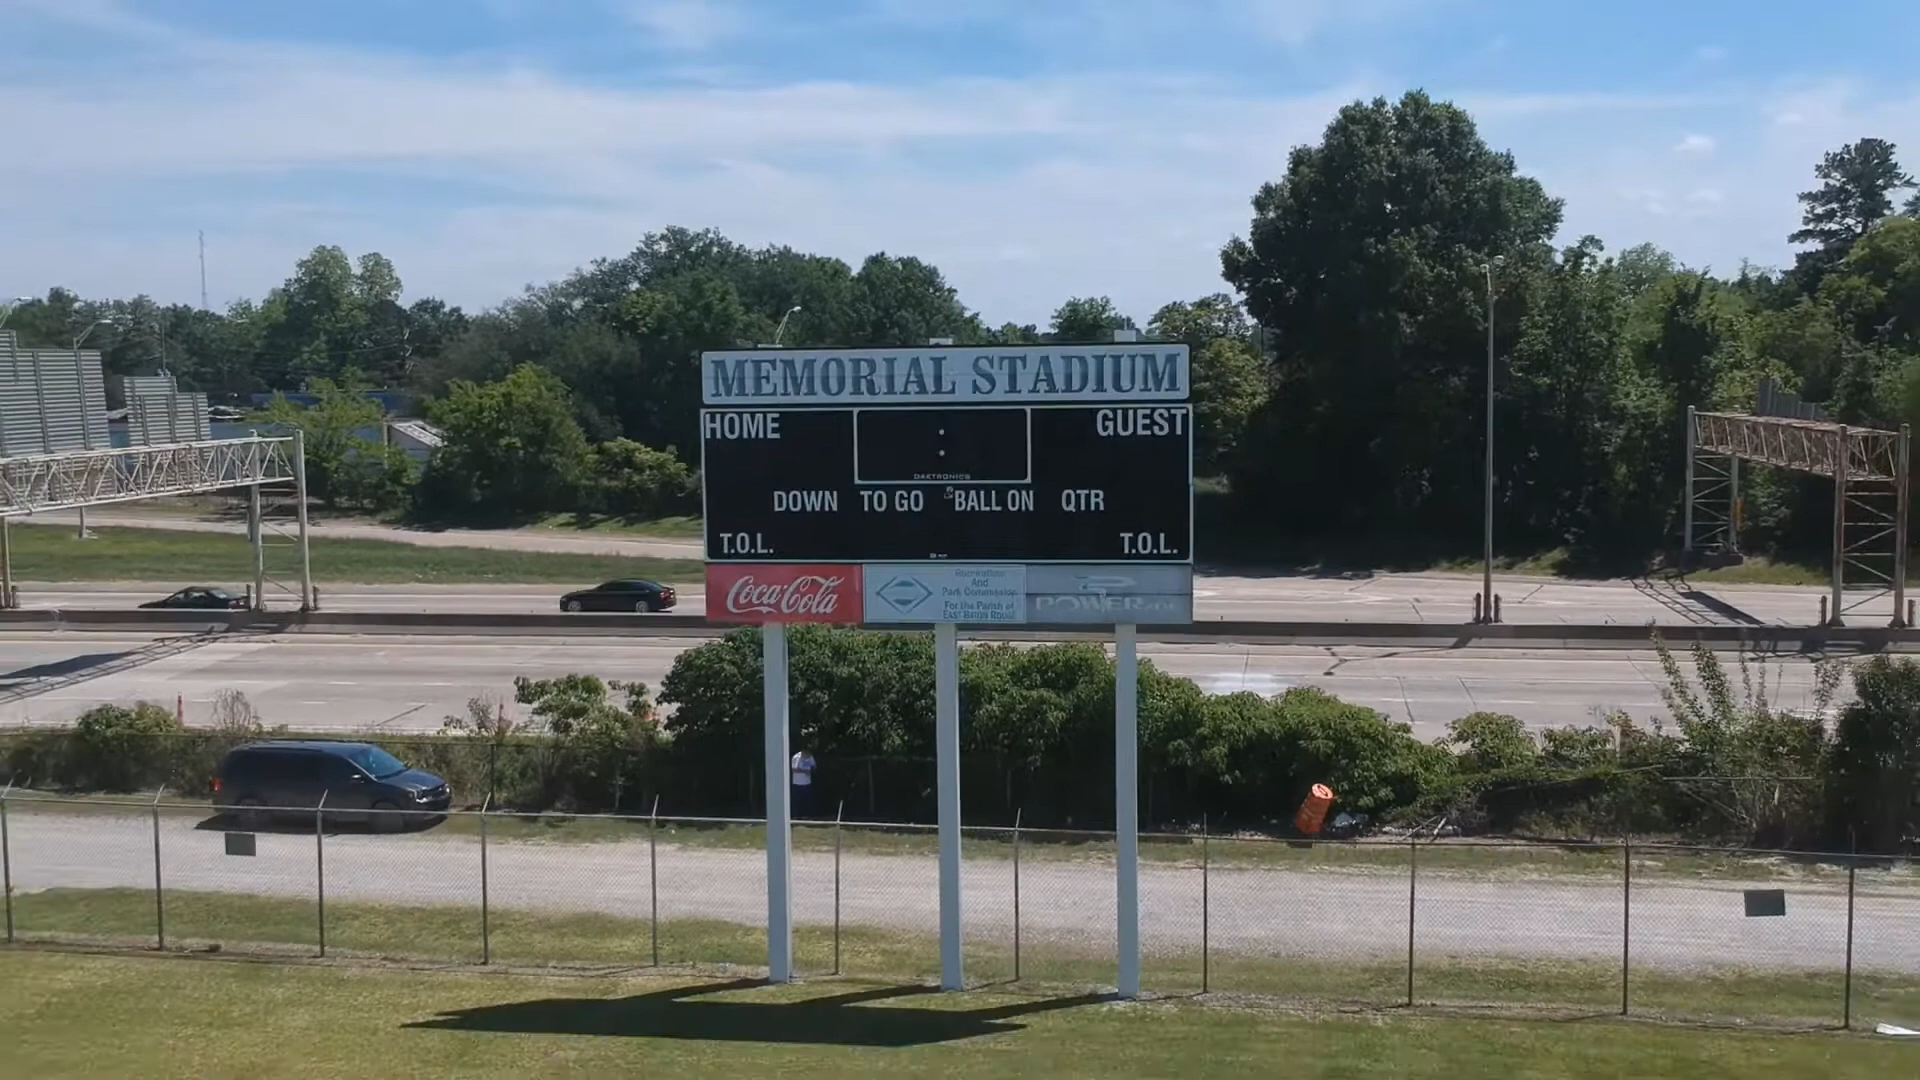 MEMORIAL STADIUM
HOME
GUEST
DAKTRONICS
DOWN TO GO BALL ON QTR
T.O.L. T.O.L.
Coca-Cola
Recreation
And
Park Commission
For the Parish of
East Baton Rouge
POWERADE